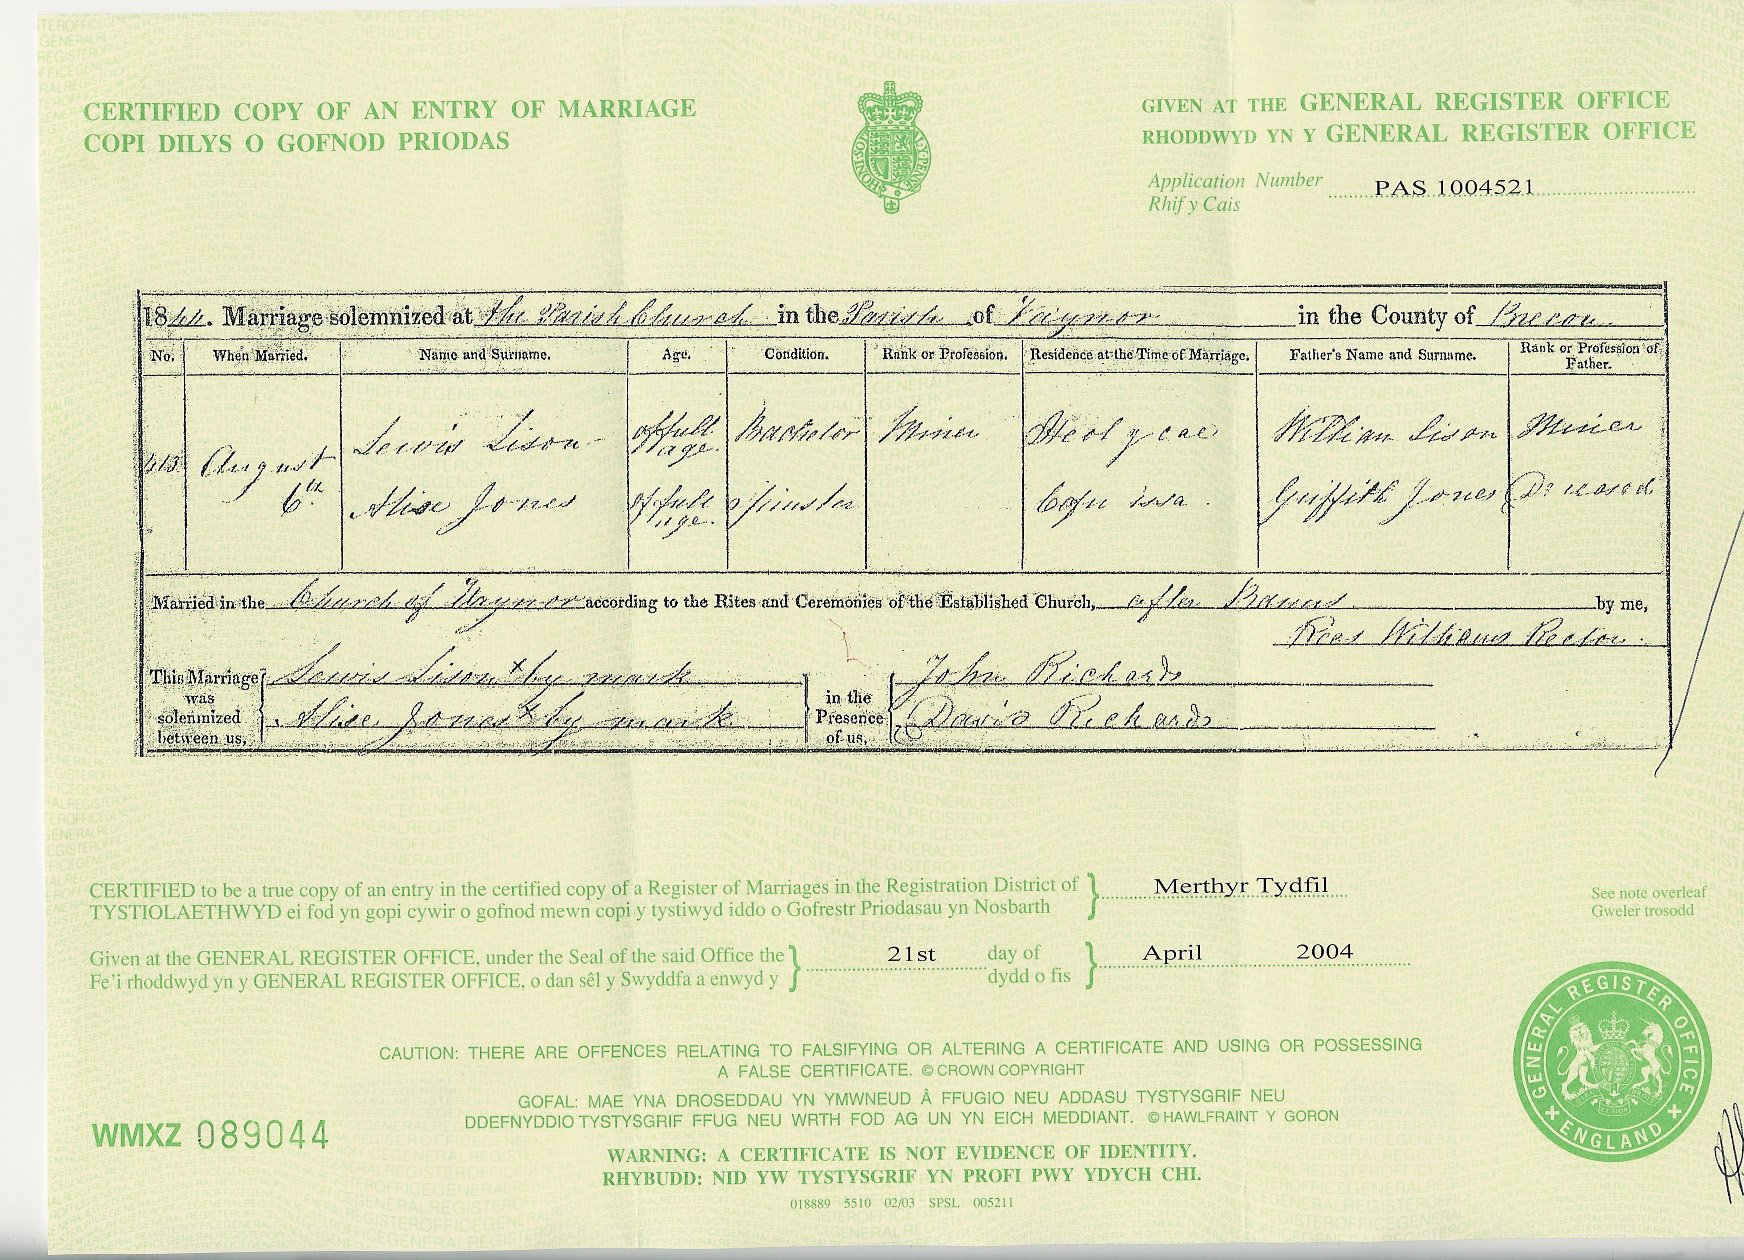 CERTIFIED COPY OF AN ENTRY OF MARRIAGE
COPI DILYS O GOFNOD PRIODAS
GIVEN AT THE GENERAL REGISTER OFFICE
RHODDWYD YN Y GENERAL REGISTER OFFICE
Application Number PAS 1004521
Rhif y Cais
1844. Marriage solemnized at the Parish Church in the Parish of Vaynor in the County of Brecon
No. When Married. Name and Surname. Age. Condition. Rank or Profession. Residence at the Time of Marriage. Father's Name and Surname. Rank or Profession of Father.
413 August 6th
Lewis Lison of full age. Bachelor Miner Heol y cae William Lison Miner
Alise Jones of full age. Spinster Cefn issa. Griffith Jones Deceased
Married in the Church of Vaynor according to the Rites and Ceremonies of the Established Church, after Banns by me,
Rees Williams Rector.
This Marriage was solemnized between us, Lewis Lison x by mark
Alise Jones x by mark
in the Presence of us, John Richards
David Richards
CERTIFIED to be a true copy of an entry in the certified copy of a Register of Marriages in the Registration District of Merthyr Tydfil
TYSTIOLAETHWYD ei fod yn gopi cywir o gofnod mewn copi y tystiwyd iddo o Gofrestr Priodasau yn Nosbarth
See note overleaf
Gweler trosodd
Given at the GENERAL REGISTER OFFICE, under the Seal of the said Office the 21st day of April 2004
Fe'i rhoddwyd yn y GENERAL REGISTER OFFICE, o dan sêl y Swyddfa a enwyd y dydd o fis
CAUTION: THERE ARE OFFENCES RELATING TO FALSIFYING OR ALTERING A CERTIFICATE AND USING OR POSSESSING
A FALSE CERTIFICATE. © CROWN COPYRIGHT
GOFAL: MAE YNA DROSEDDAU YN YMWNEUD Â FFUGIO NEU ADDASU TYSTYSGRIF NEU
DDEFNYDDIO TYSTYSGRIF FFUG NEU WRTH FOD AG UN YN EICH MEDDIANT. © HAWLFRAINT Y GORON
WMXZ 089044
WARNING: A CERTIFICATE IS NOT EVIDENCE OF IDENTITY.
RHYBUDD: NID YW TYSTYSGRIF YN PROFI PWY YDYCH CHI.
018889 5510 02/03 SPSL 005211
GENERAL REGISTER OFFICE
ENGLAND